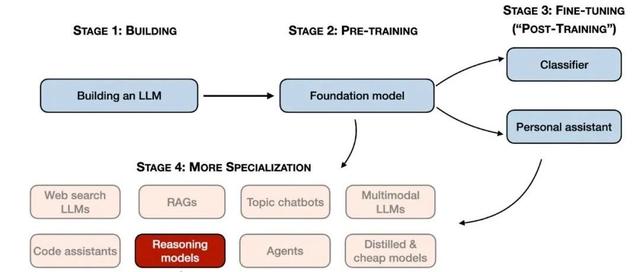 STAGE 1: BUILDING
STAGE 2: PRE-TRAINING
STAGE 3: FINE-TUNING
("POST-TRAINING")
Building an LLM
Foundation model
Classifier
Personal assistant
STAGE 4: MORE SPECIALIZATION
Web search
LLMs
RAGs
Topic chatbots
Multimodal
LLMs
Code assistants
Reasoning
models
Agents
Distilled &
cheap models